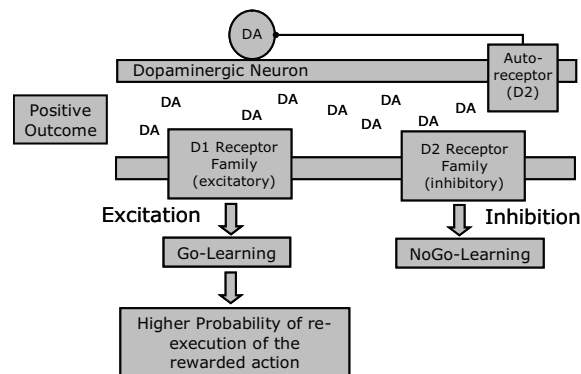 DA
Dopaminergic Neuron
Auto-
receptor
(D2)
Positive
Outcome
DA
DA
DA
DA
DA
DA
DA
DA
DA
D1 Receptor
Family
(excitatory)
D2 Receptor
Family
(inhibitory)
Excitation
Inhibition
Go-Learning
NoGo-Learning
Higher Probability of re-
execution of the
rewarded action